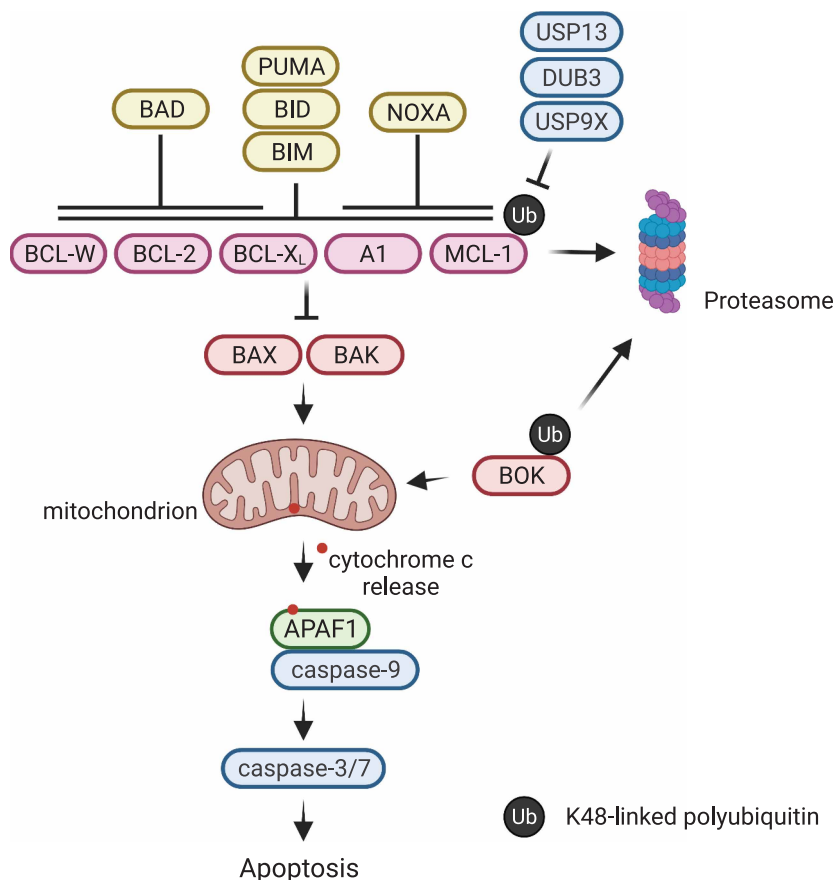 USP13
PUMA
DUB3
BAD
BID
NOXA
USP9X
BIM
Ub
BCL-W
BCL-2
BCL-XL
A1
MCL-1
Proteasome
BAX
BAK
Ub
BOK
mitochondrion
cytochrome c
release
APAF1
caspase-9
caspase-3/7
Ub
K48-linked polyubiquitin
Apoptosis